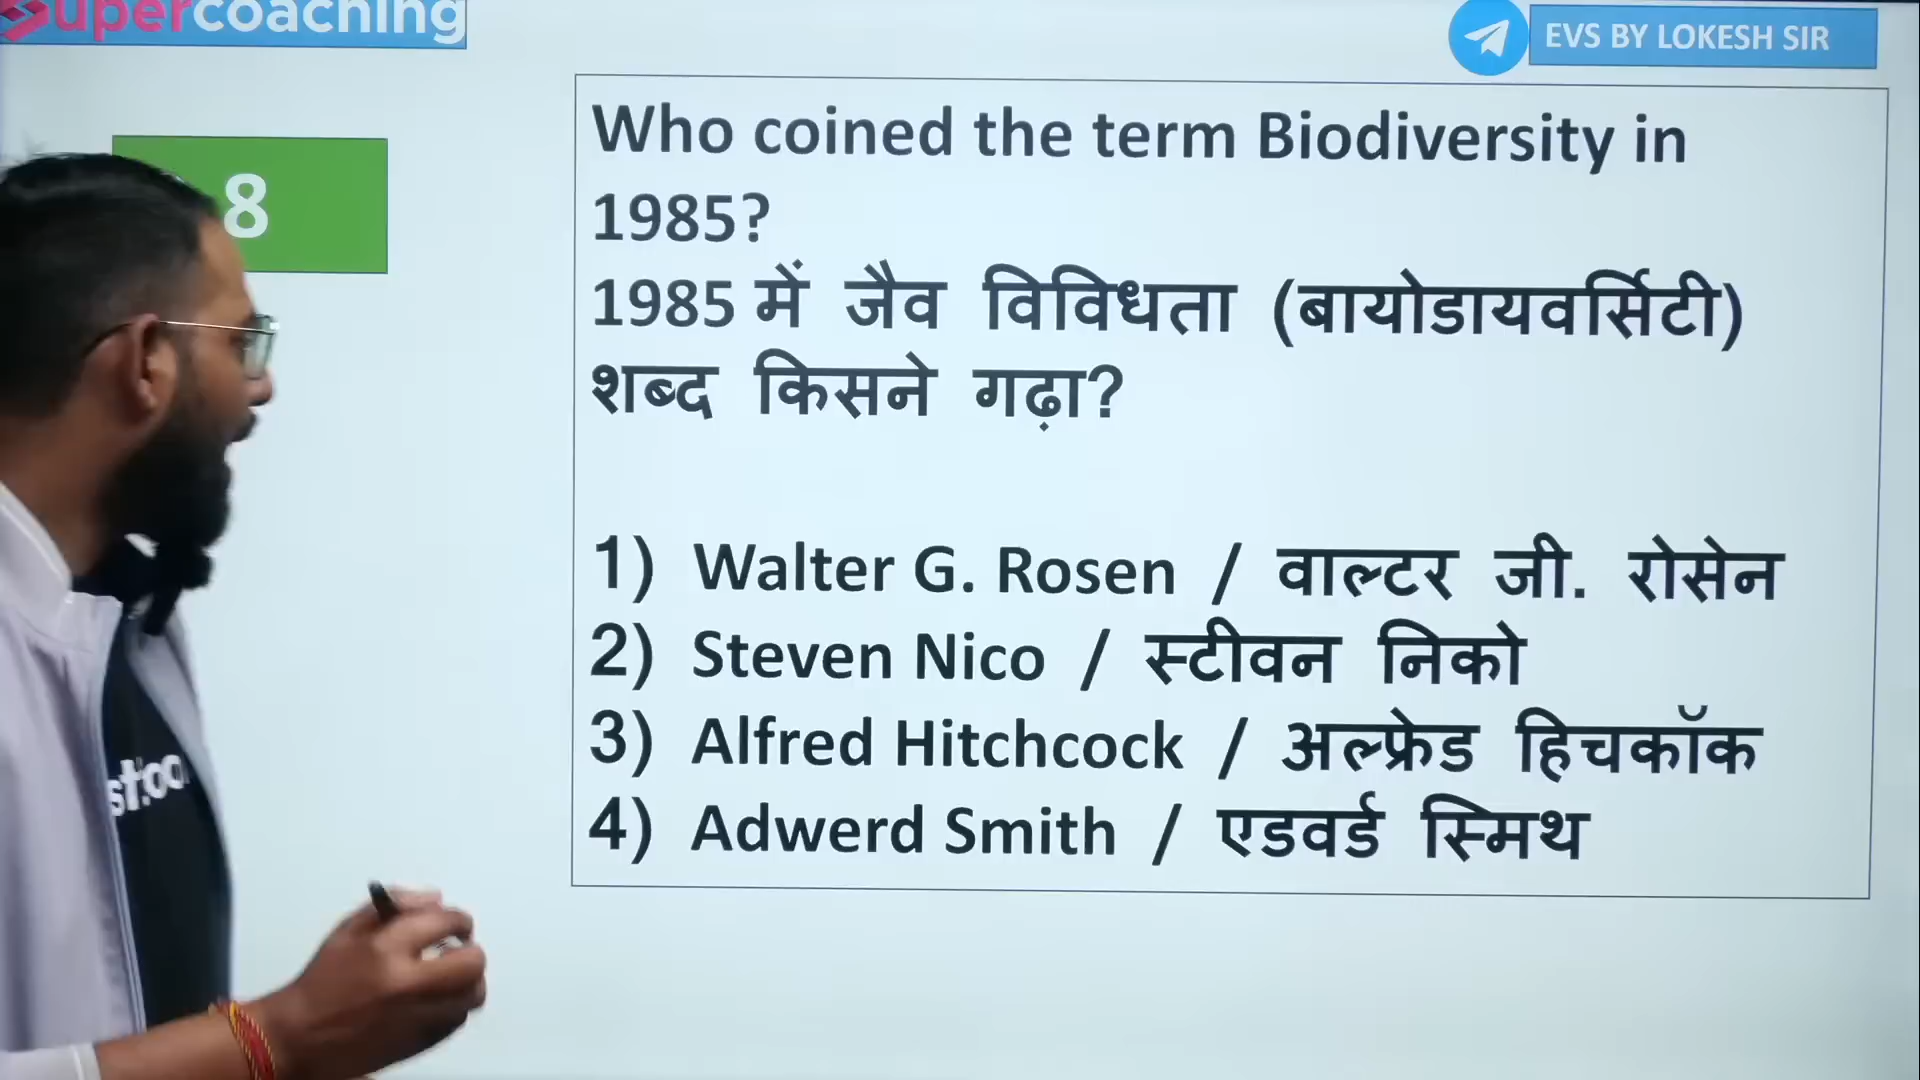 Supercoaching
EVS BY LOKESH SIR
8
Who coined the term Biodiversity in
1985?
1985 में जैव विविधता (बायोडायवर्सिटी)
शब्द किसने गढ़ा?
1) Walter G. Rosen / वाल्टर जी. रोसेन
2) Steven Nico / स्टीवन निको
3) Alfred Hitchcock / अल्फ्रेड हिचकॉक
4) Adwerd Smith / एडवर्ड स्मिथ